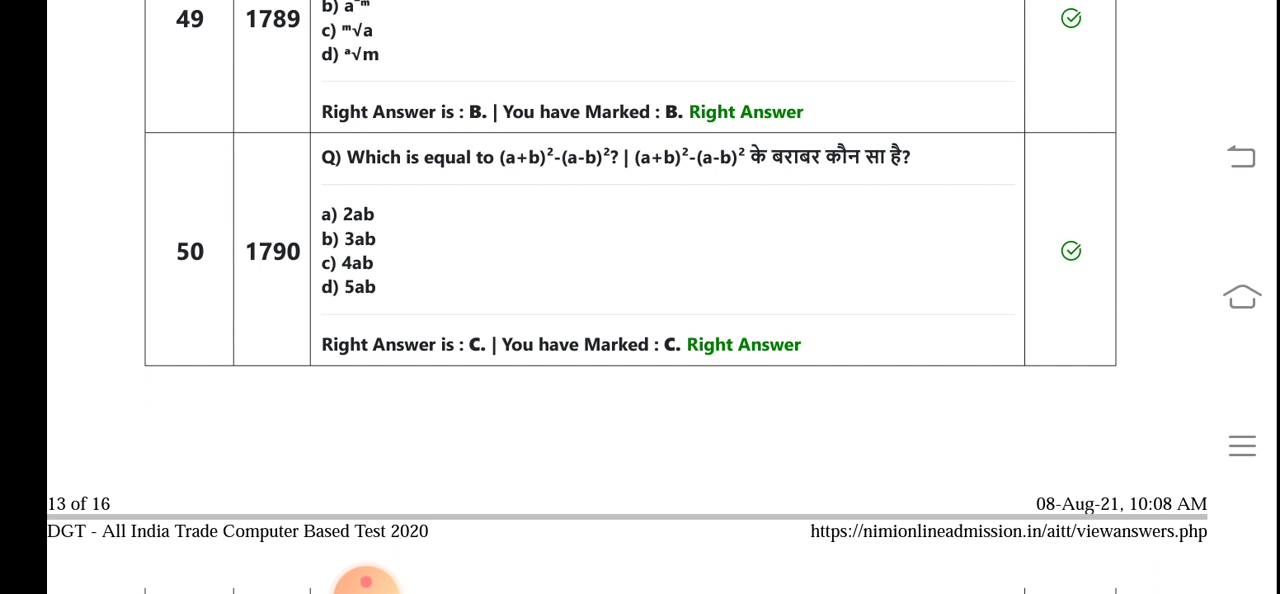 b) a⁻ᵐ
49 1789
c) ᵐ√a
d) ᵃ√m
Right Answer is : B. | You have Marked : B. Right Answer
Q) Which is equal to (a+b)²-(a-b)²? | (a+b)²-(a-b)² के बराबर कौन सा है?
a) 2ab
b) 3ab
50 1790
c) 4ab
d) 5ab
Right Answer is : C. | You have Marked : C. Right Answer
13 of 16 08-Aug-21, 10:08 AM
DGT - All India Trade Computer Based Test 2020 https://nimionlineadmission.in/aitt/viewanswers.php